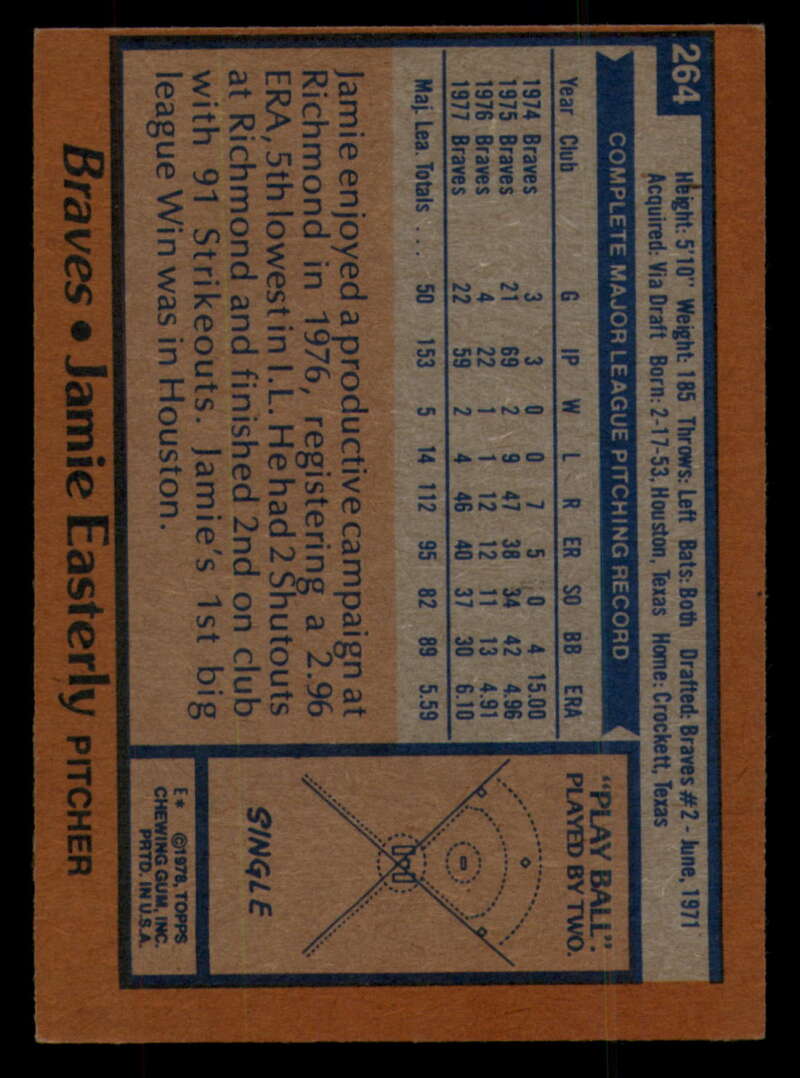 264
Height: 5'10" Weight: 185 Throws: Left Bats: Both Drafted: Braves #2 - June, 1971
Acquired: Via Draft Born: 2-17-53, Houston, Texas Home: Crockett, Texas
COMPLETE MAJOR LEAGUE PITCHING RECORD
Year Club G IP W L R ER SO BB ERA
1974 Braves 3 3 0 0 7 5 0 4 15.00
1975 Braves 21 69 2 9 47 38 34 42 4.96
1976 Braves 4 22 1 1 12 12 11 13 4.91
1977 Braves 22 59 2 4 46 40 37 30 6.10
Maj. Lea. Totals . . . 50 153 5 14 112 95 82 89 5.59
Jamie enjoyed a productive campaign at
Richmond in 1976, registering a 2.96
ERA, 5th lowest in I.L. He had 2 Shutouts
at Richmond and finished 2nd on club
with 91 Strikeouts. Jamie's 1st big
league Win was in Houston.
"PLAY BALL":
PLAYED BY TWO.
SINGLE
E* ©1978, TOPPS
CHEWING GUM, INC.
PRTD. IN U.S.A.
Braves • Jamie Easterly PITCHER